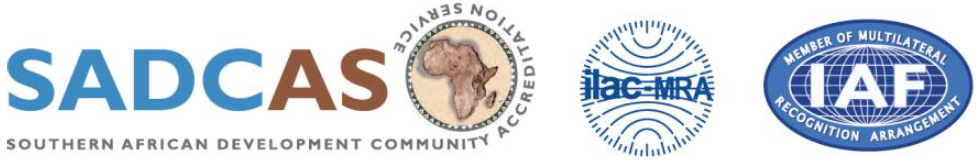 SADCAS
SOUTHERN AFRICAN DEVELOPMENT COMMUNITY ACCREDITATION SERVICE
ilac-MRA
MEMBER OF MULTILATERAL
IAF
RECOGNITION ARRANGEMENT